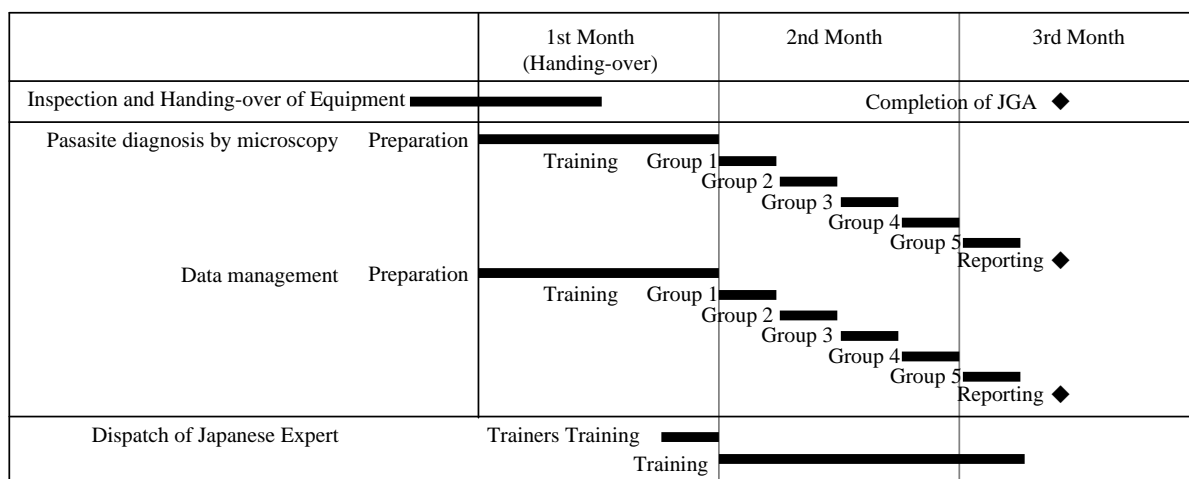 1st Month 2nd Month 3rd Month
(Handing-over)
Inspection and Handing-over of Equipment Completion of JGA
Pasasite diagnosis by microscopy Preparation
Training Group 1
Group 2
Group 3
Group 4
Group 5
Reporting
Data management Preparation
Training Group 1
Group 2
Group 3
Group 4
Group 5
Reporting
Dispatch of Japanese Expert Trainers Training
Training